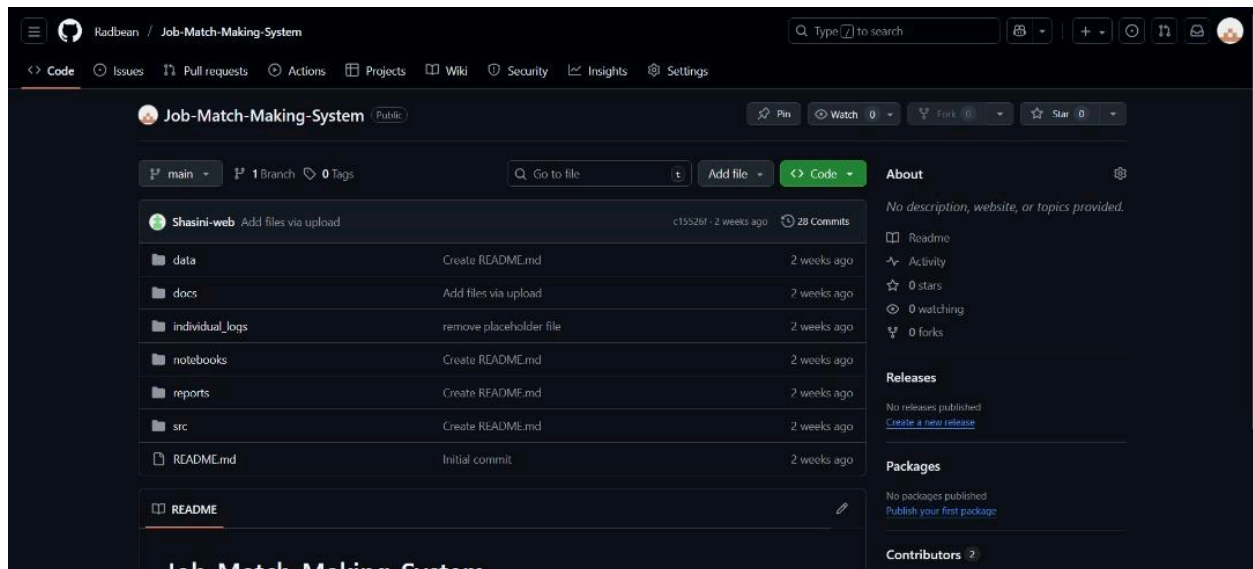 Radbean / Job-Match-Making-System
Type / to search
Code Issues Pull requests Actions Projects Wiki Security Insights Settings
Job-Match-Making-System Public
Pin Watch 0 Fork 0 Star 0
main 1 Branch 0 Tags
Go to file t Add file Code
Shasini-web Add files via upload c15526f · 2 weeks ago 28 Commits
data Create README.md 2 weeks ago
docs Add files via upload 2 weeks ago
individual_logs remove placeholder file 2 weeks ago
notebooks Create README.md 2 weeks ago
reports Create README.md 2 weeks ago
src Create README.md 2 weeks ago
README.md Initial commit 2 weeks ago
README
Job-Match-Making-System
About
No description, website, or topics provided.
Readme
Activity
0 stars
0 watching
0 forks
Releases
No releases published
Create a new release
Packages
No packages published
Publish your first package
Contributors 2